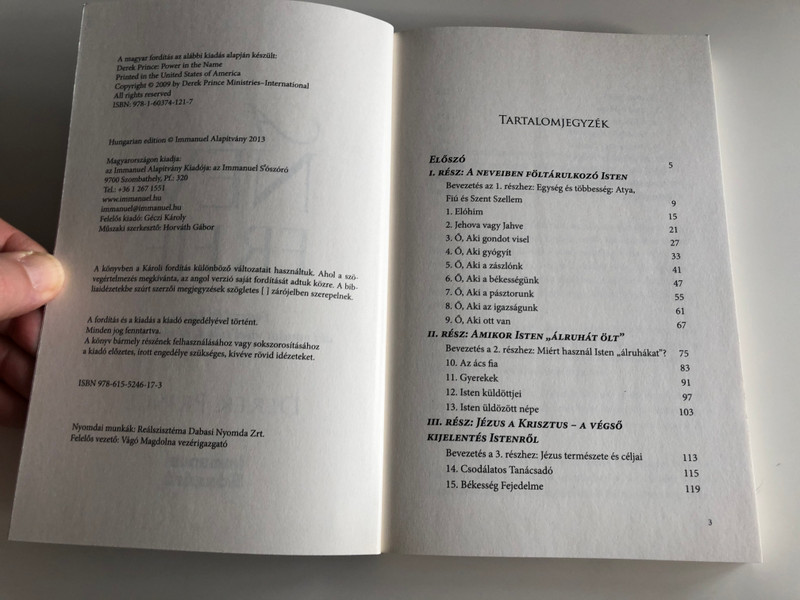 A magyar fordítás az alábbi kiadás alapján készült:
Derek Prince: Power in the Name
Printed in the United States of America
Copyright © 2009 by Derek Prince Ministries–International
All rights reserved
ISBN: 978-1-60374-121-7
Hungarian edition © Immanuel Alapítvány 2013
Magyarországon kiadja:
az Immanuel Alapítvány Kiadója: az Immanuel Sószóró
9700 Szombathely, Pf.: 320
Tel.: +36 1 267 1551
www.immanuel.hu
immanuel@immanuel.hu
Felelős kiadó: Géczi Károly
Műszaki szerkesztő: Horváth Gábor
A könyvben a Károli fordítás különböző változatait használtuk. Ahol a szö-
vegértelmezés megkívánta, az angol verzió saját fordítását adtuk közre. A bib-
liaidézetekbe szúrt szerzői megjegyzések szögletes [ ] zárójelben szerepelnek.
A fordítás és a kiadás a kiadó engedélyével történt.
Minden jog fenntartva.
A könyv bármely részének felhasználásához vagy sokszorosításához
a kiadó előzetes, írott engedélye szükséges, kivéve rövid idézeteket.
ISBN 978-615-5246-17-3
Nyomdai munkák: Reálszisztéma Dabasi Nyomda Zrt.
Felelős vezető: Vágó Magdolna vezérigazgató
TARTALOMJEGYZÉK
ELŐSZÓ 5
I. RÉSZ: A NEVEIBEN FÖLTÁRULKOZÓ ISTEN
Bevezetés az 1. részhez: Egység és többesség: Atya,
Fiú és Szent Szellem 9
1. Elóhim 15
2. Jehova vagy Jahve 21
3. Ő, Aki gondot visel 27
4. Ő, Aki gyógyít 33
5. Ő, Aki a zászlónk 41
6. Ő, Aki a békességünk 47
7. Ő, Aki a pásztorunk 55
8. Ő, Aki az igazságunk 61
9. Ő, Aki ott van 67
II. RÉSZ: AMIKOR ISTEN „ÁLRUHÁT ÖLT”
Bevezetés a 2. részhez: Miért használ Isten „álruhákat”? 75
10. Az ács fia 83
11. Gyerekek 91
12. Isten küldöttjei 97
13. Isten üldözött népe 103
III. RÉSZ: JÉZUS A KRISZTUS – A VÉGSŐ
KIJELENTÉS ISTENRŐL
Bevezetés a 3. részhez: Jézus természete és céljai 113
14. Csodálatos Tanácsadó 115
15. Békesség Fejedelme 119
3